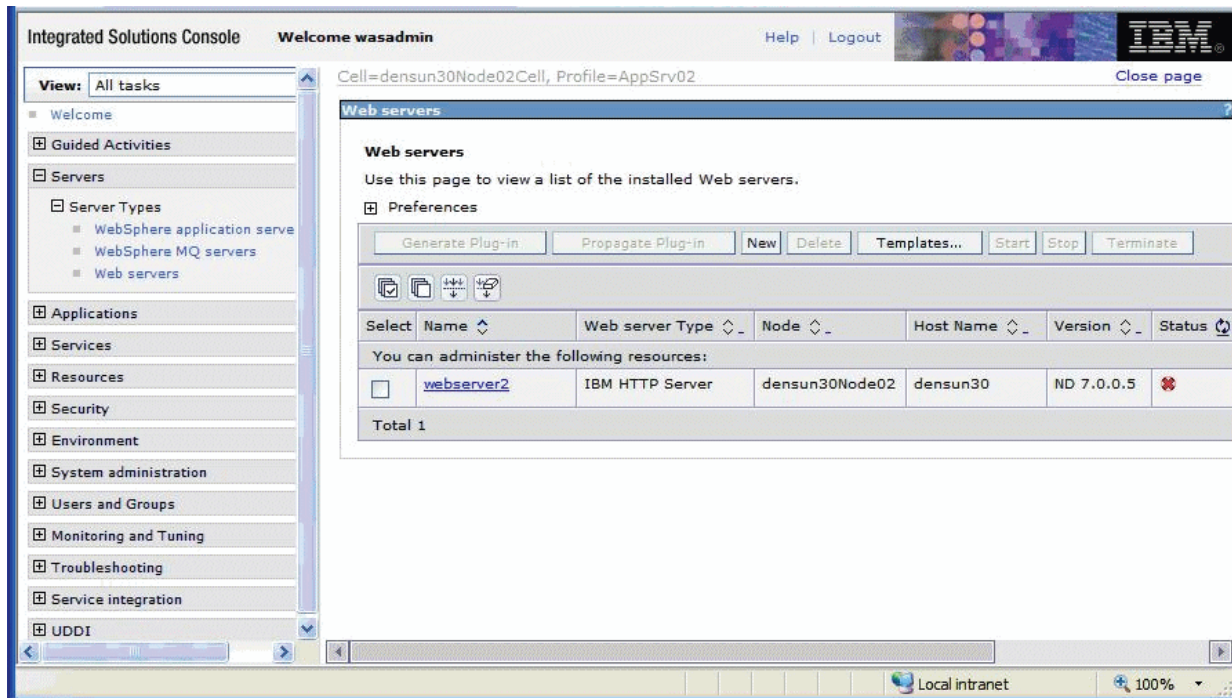 Integrated Solutions Console Welcome wasadmin Help | Logout IBM®
View: All tasks
Welcome
Guided Activities
Servers
Server Types
WebSphere application serve
WebSphere MQ servers
Web servers
Applications
Services
Resources
Security
Environment
System administration
Users and Groups
Monitoring and Tuning
Troubleshooting
Service integration
UDDI
Cell=densun30Node02Cell, Profile=AppSrv02 Close page
Web servers ?
Web servers
Use this page to view a list of the installed Web servers.
Preferences
Generate Plug-in Propagate Plug-in New Delete Templates... Start Stop Terminate
Select Name Web server Type Node Host Name Version Status
You can administer the following resources:
webserver2 IBM HTTP Server densun30Node02 densun30 ND 7.0.0.5
Total 1
Local intranet 100%